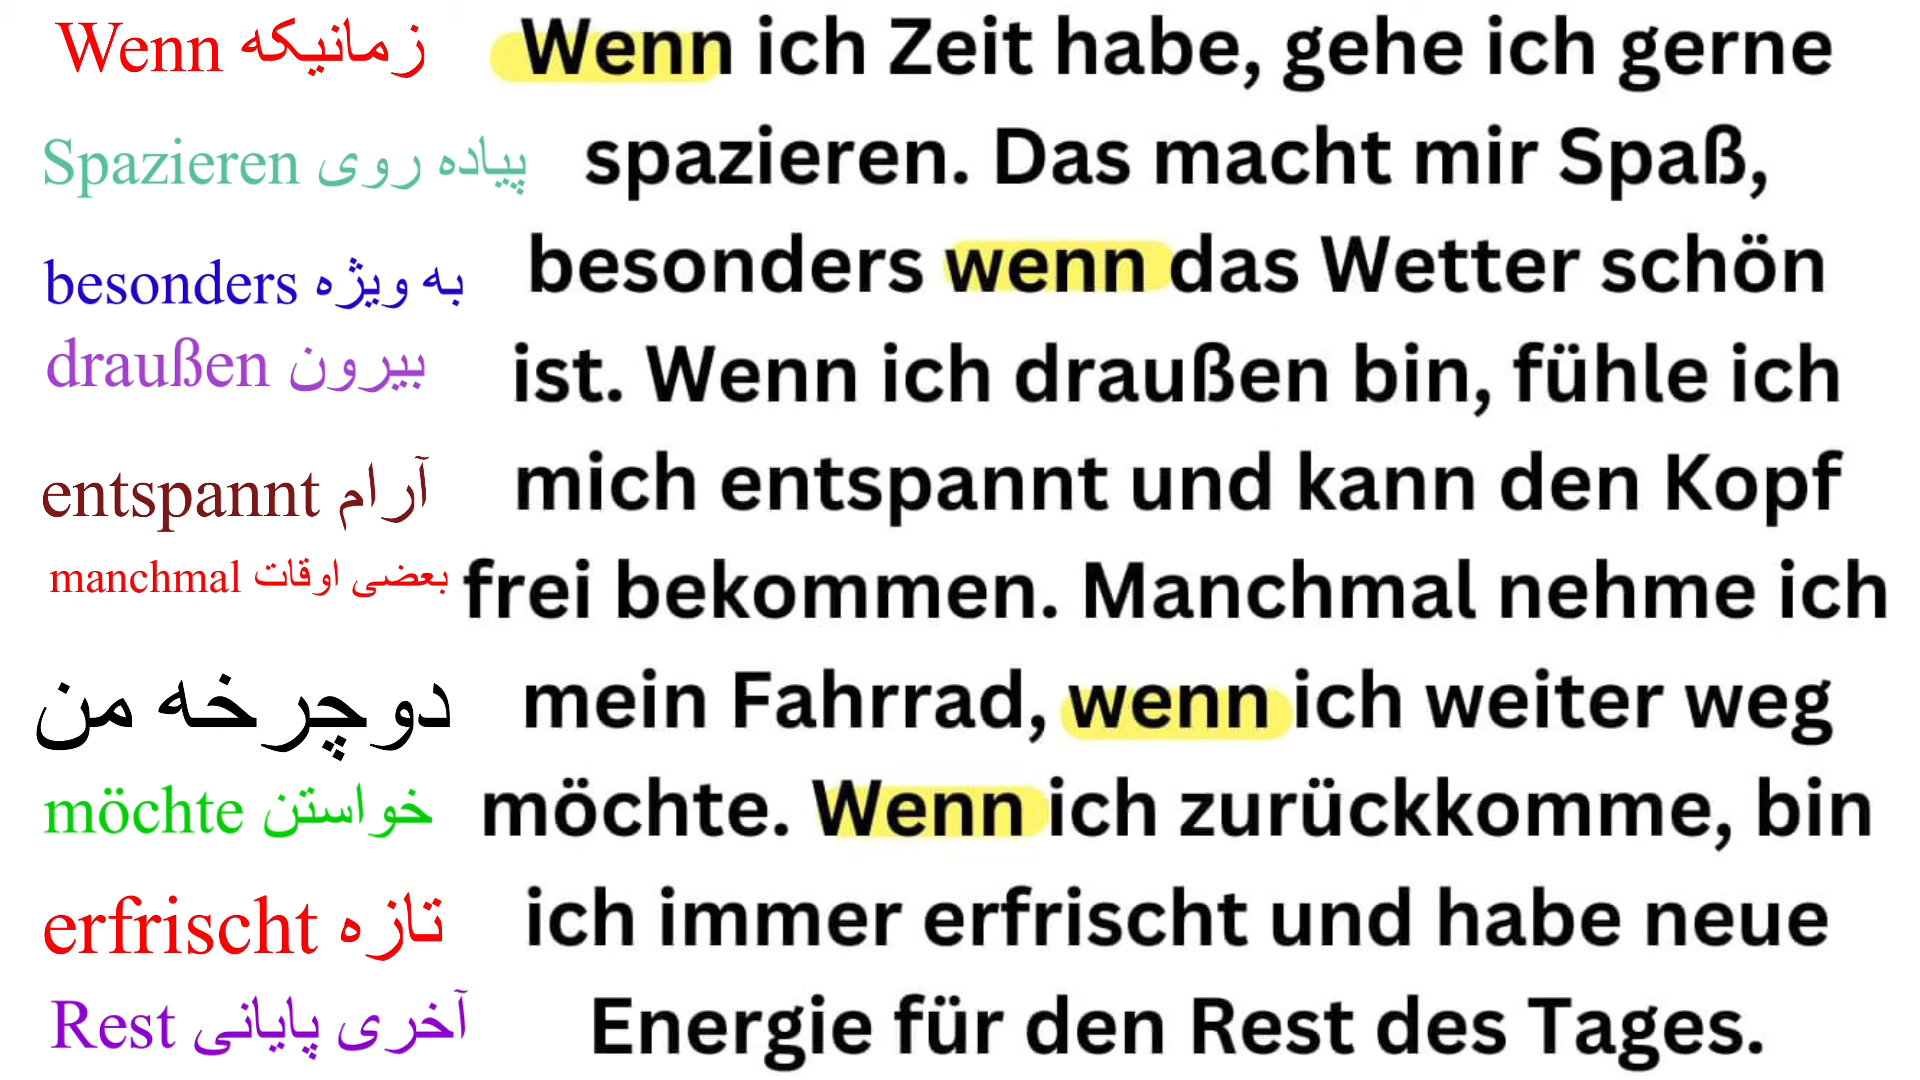 Wenn زمانیکه
Wenn ich Zeit habe, gehe ich gerne
Spazieren پیاده روی
spazieren. Das macht mir Spaß,
besonders به ویژه
besonders wenn das Wetter schön
draußen بیرون
ist. Wenn ich draußen bin, fühle ich
entspannt آرام
mich entspannt und kann den Kopf
manchmal بعضی اوقات
frei bekommen. Manchmal nehme ich
دوچرخه من
mein Fahrrad, wenn ich weiter weg
möchte خواستن
möchte. Wenn ich zurückkomme, bin
erfrischt تازه
ich immer erfrischt und habe neue
Rest آخری پایانی
Energie für den Rest des Tages.